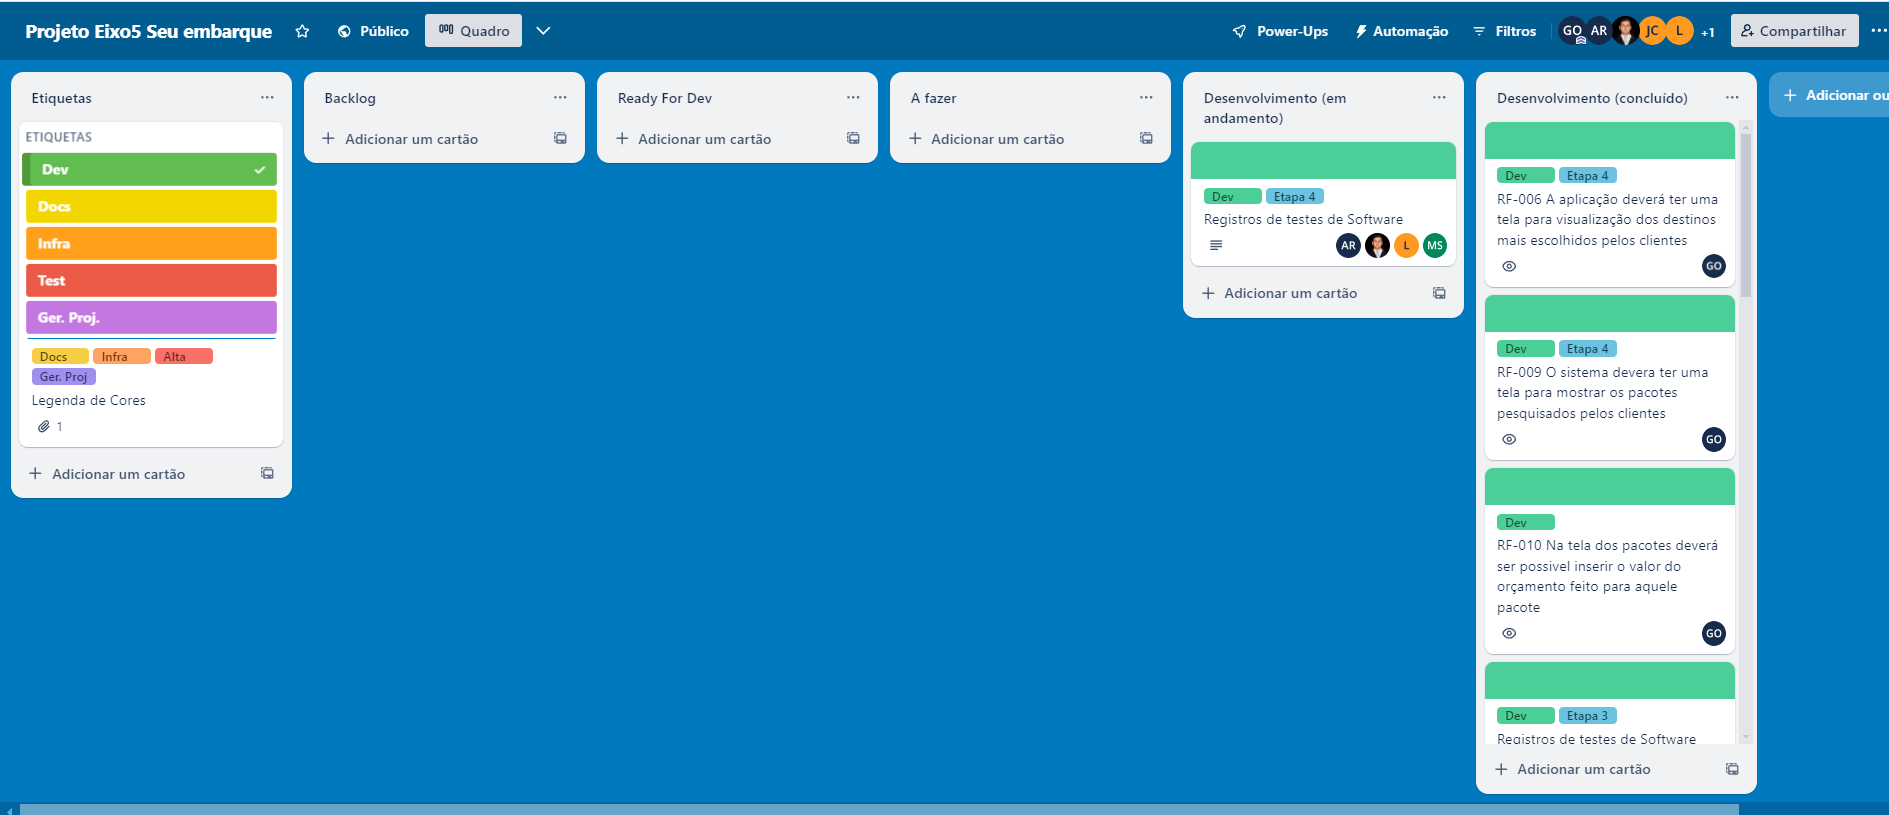 Projeto Eixo5 Seu embarque
Público
Quadro
Power-Ups
Automação
Filtros
GO
AR
JC
L
+1
Compartilhar
Etiquetas
ETIQUETAS
Dev
Docs
Infra
Test
Ger. Proj.
Docs Infra Alta
Ger. Proj
Legenda de Cores
1
Adicionar um cartão
Backlog
Adicionar um cartão
Ready For Dev
Adicionar um cartão
A fazer
Adicionar um cartão
Desenvolvimento (em
andamento)
Dev Etapa 4
Registros de testes de Software
AR L MS
Adicionar um cartão
Desenvolvimento (concluído)
Dev Etapa 4
RF-006 A aplicação deverá ter uma
tela para visualização dos destinos
mais escolhidos pelos clientes
GO
Dev Etapa 4
RF-009 O sistema devera ter uma
tela para mostrar os pacotes
pesquisados pelos clientes
GO
Dev
RF-010 Na tela dos pacotes deverá
ser possivel inserir o valor do
orçamento feito para aquele
pacote
GO
Dev Etapa 3
Registros de testes de Software
Adicionar um cartão
Adicionar ou